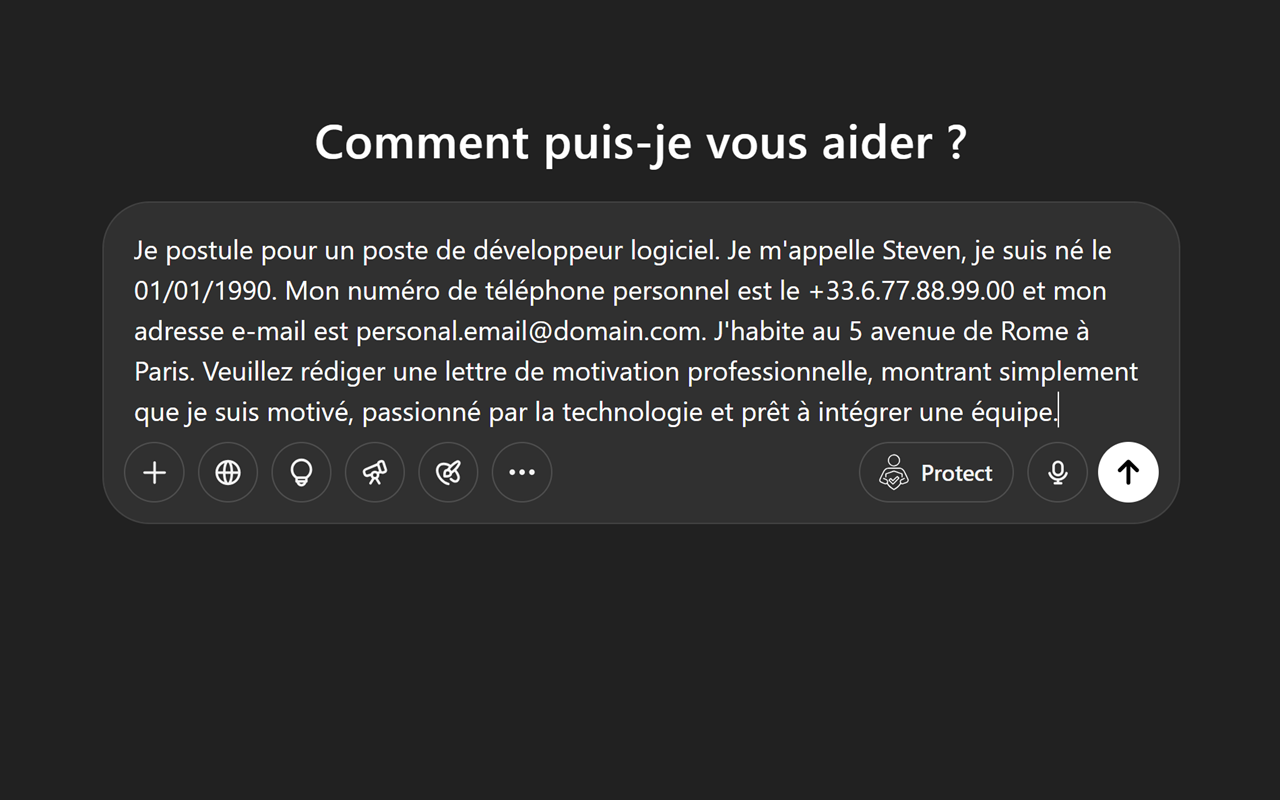 Comment puis-je vous aider ?
Je postule pour un poste de développeur logiciel. Je m'appelle Steven, je suis né le
01/01/1990. Mon numéro de téléphone personnel est le +33.6.77.88.99.00 et mon
adresse e-mail est personal.email@domain.com. J'habite au 5 avenue de Rome à
Paris. Veuillez rédiger une lettre de motivation professionnelle, montrant simplement
que je suis motivé, passionné par la technologie et prêt à intégrer une équipe.
Protect